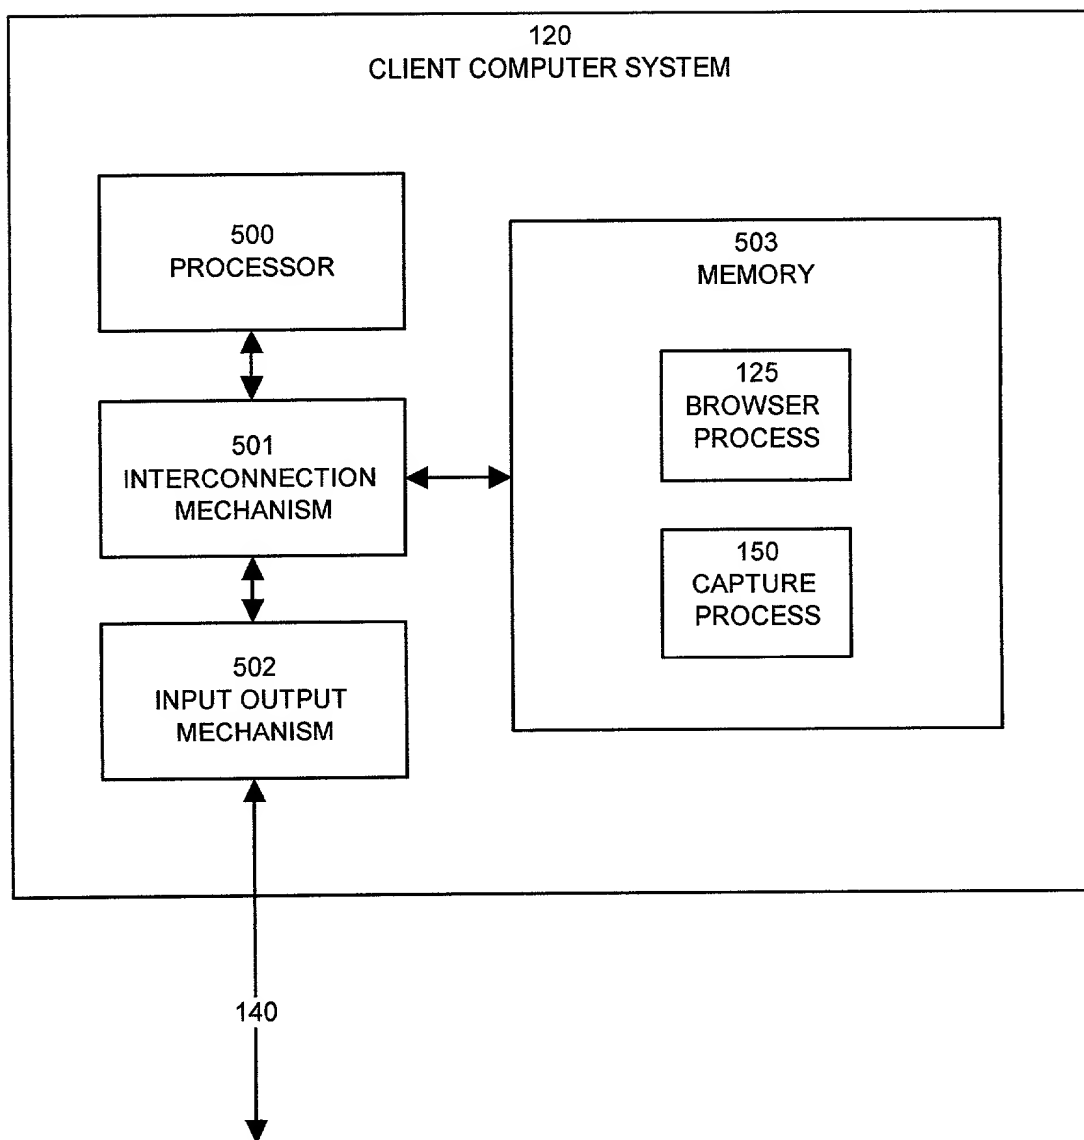 120
CLIENT COMPUTER SYSTEM
500
PROCESSOR
503
MEMORY
125
BROWSER
PROCESS
501
INTERCONNECTION
MECHANISM
150
CAPTURE
PROCESS
502
INPUT OUTPUT
MECHANISM
140